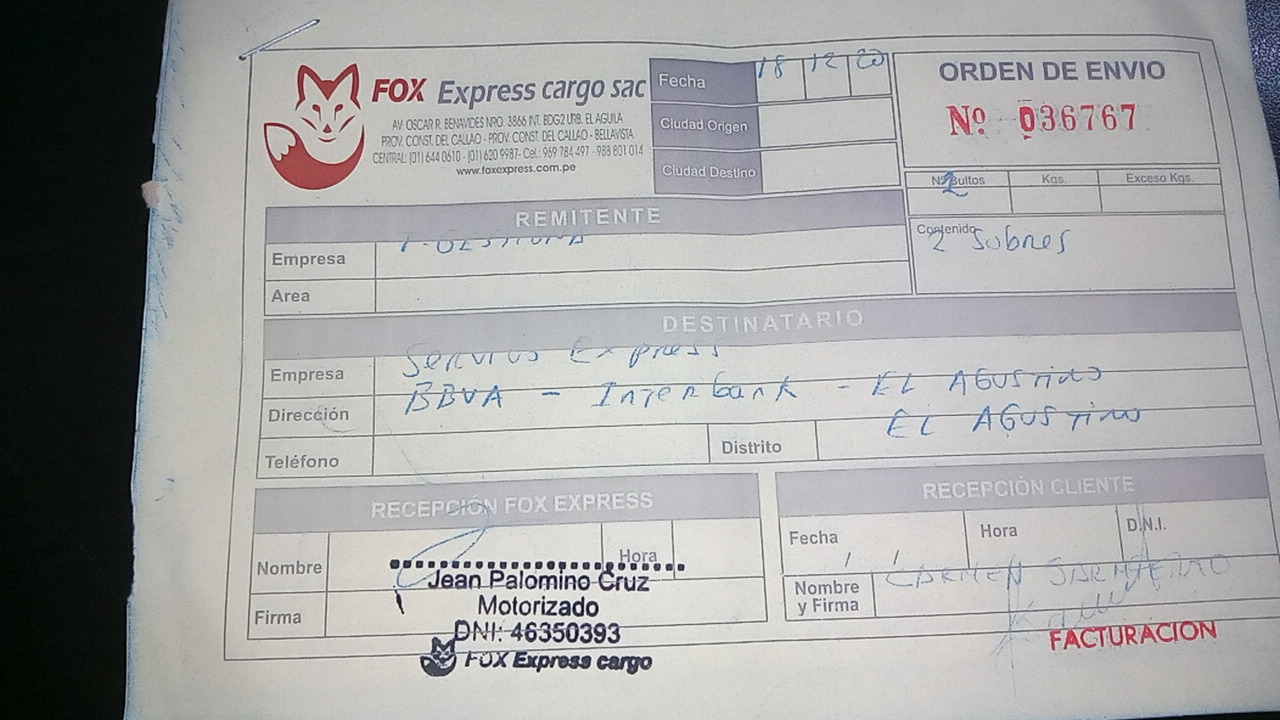 FOX Express cargo sac
AV. OSCAR R. BENAVIDES NRO. 3866 INT. BDG2 URB. EL AGUILA
PROV. CONST. DEL CALLAO - PROV. CONST. DEL CALLAO - BELLAVISTA
CENTRAL: (01) 644 0610 - (01) 620 9987- Cel.: 969 784 497 - 983 801 014
www.foxexpress.com.pe
Fecha 18 12 20
Ciudad Origen
Ciudad Destino
ORDEN DE ENVIO
Nº 036767
Nº Bultos Kgs. Exceso Kgs.
2
Contenido
2 Sobres
REMITENTE
Empresa
Area
DESTINATARIO
Empresa Servicios Express
Dirección BBVA - Interbank - EL AGUSTINO
Teléfono Distrito EL AGUSTINO
RECEPCIÓN FOX EXPRESS
Nombre Hora
Firma
Jean Palomino Cruz
Motorizado
DNI: 46350393
FOX Express cargo
RECEPCIÓN CLIENTE
Fecha / / Hora D.N.I.
Nombre y Firma CARMEN SARMIENTO
FACTURACION